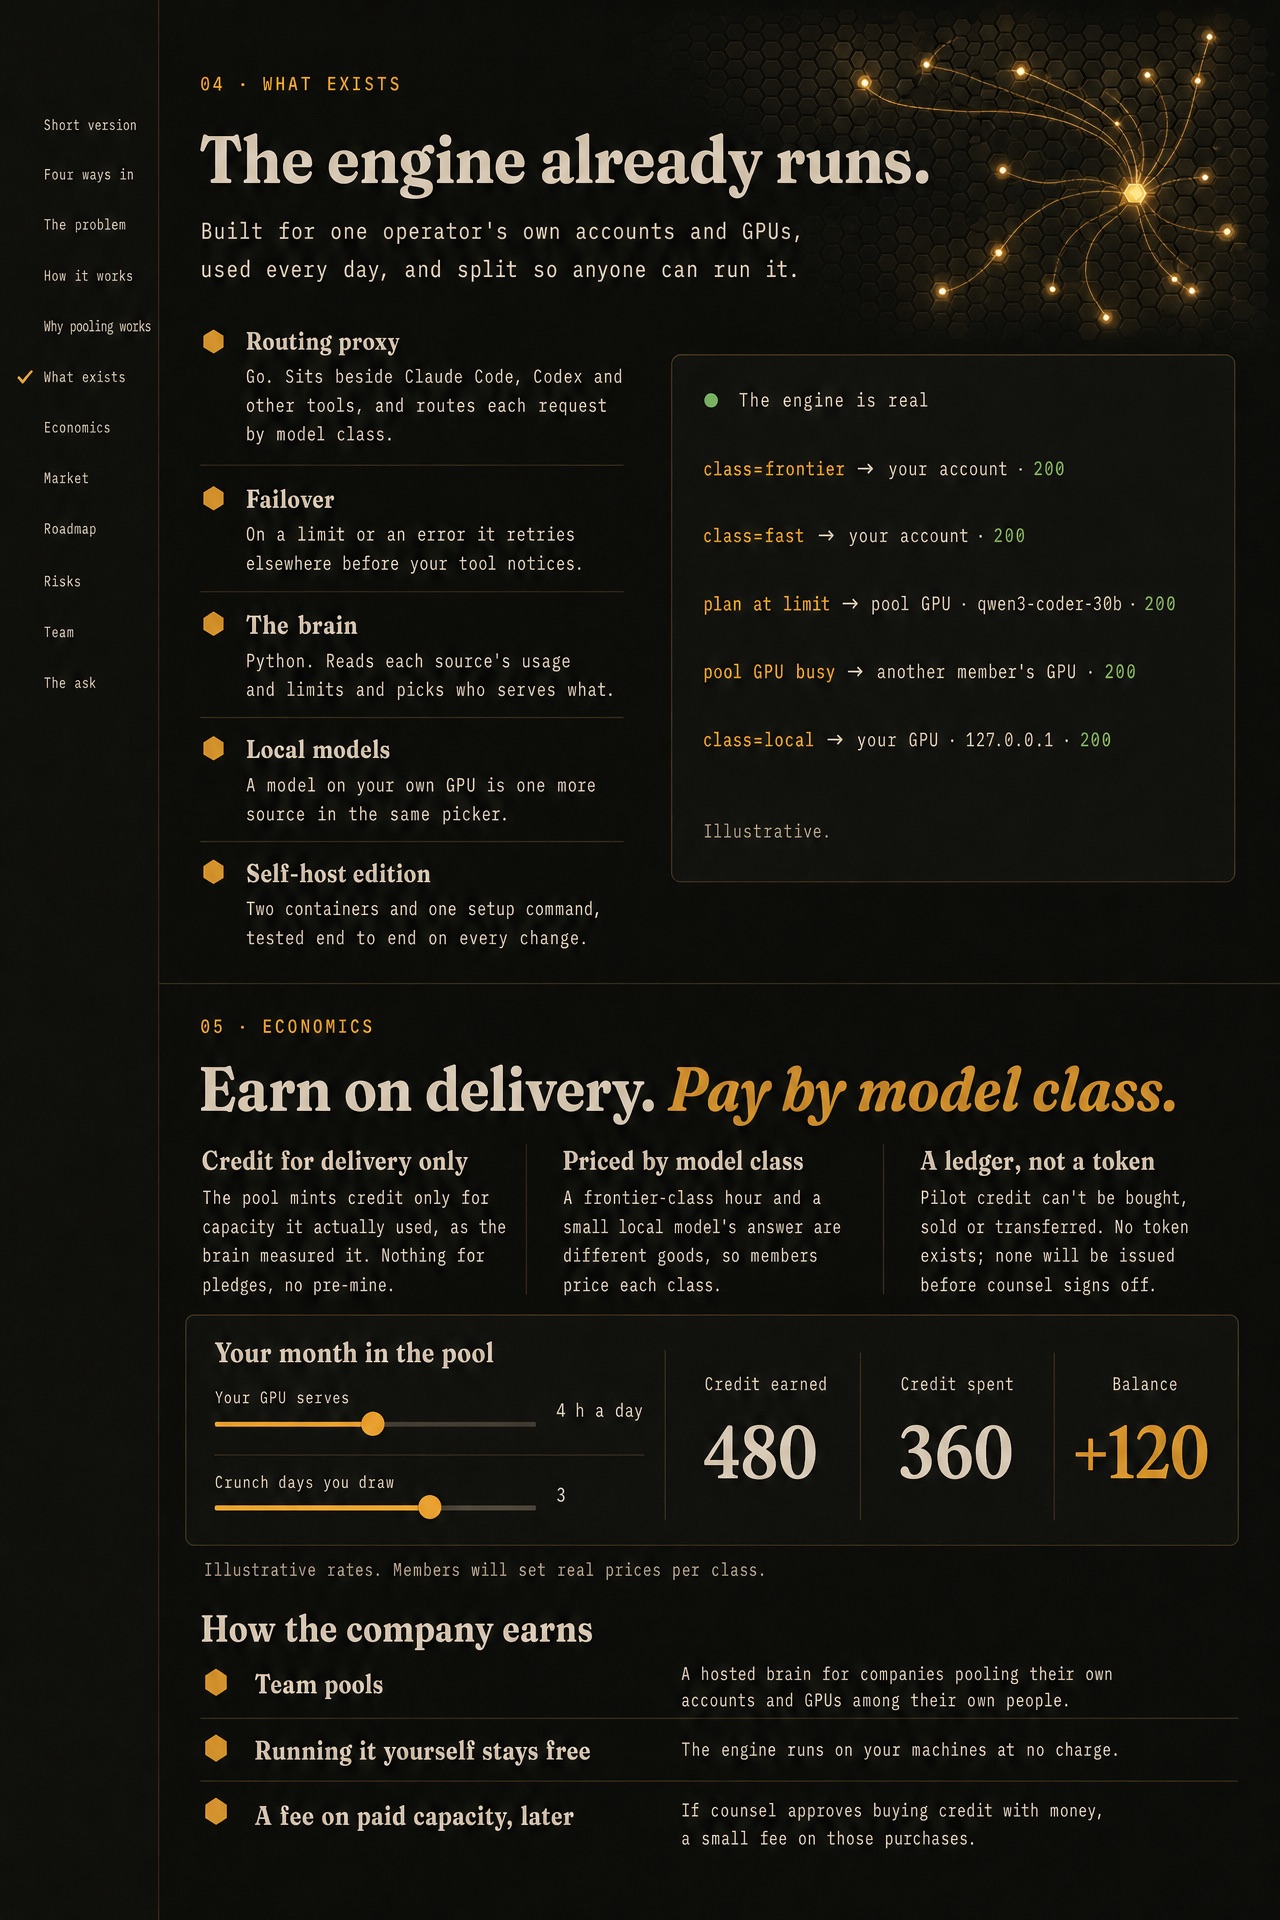 Short version
Four ways in
The problem
How it works
Why pooling works
What exists
Economics
Market
Roadmap
Risks
Team
The ask
04 · WHAT EXISTS
The engine already runs.
Built for one operator's own accounts and GPUs,
used every day, and split so anyone can run it.
Routing proxy
Go. Sits beside Claude Code, Codex and
other tools, and routes each request
by model class.
Failover
On a limit or an error it retries
elsewhere before your tool notices.
The brain
Python. Reads each source's usage
and limits and picks who serves what.
Local models
A model on your own GPU is one more
source in the same picker.
Self-host edition
Two containers and one setup command,
tested end to end on every change.
The engine is real
class=frontier → your account · 200
class=fast → your account · 200
plan at limit → pool GPU · qwen3-coder-30b · 200
pool GPU busy → another member's GPU · 200
class=local → your GPU · 127.0.0.1 · 200
Illustrative.
05 · ECONOMICS
Earn on delivery. Pay by model class.
Credit for delivery only
The pool mints credit only for
capacity it actually used, as the
brain measured it. Nothing for
pledges, no pre-mine.
Priced by model class
A frontier-class hour and a
small local model's answer are
different goods, so members
price each class.
A ledger, not a token
Pilot credit can't be bought,
sold or transferred. No token
exists; none will be issued
before counsel signs off.
Your month in the pool
Your GPU serves
4 h a day
Crunch days you draw
3
Credit earned
480
Credit spent
360
Balance
+120
Illustrative rates. Members will set real prices per class.
How the company earns
Team pools
A hosted brain for companies pooling their own
accounts and GPUs among their own people.
Running it yourself stays free
The engine runs on your machines at no charge.
A fee on paid capacity, later
If counsel approves buying credit with money,
a small fee on those purchases.